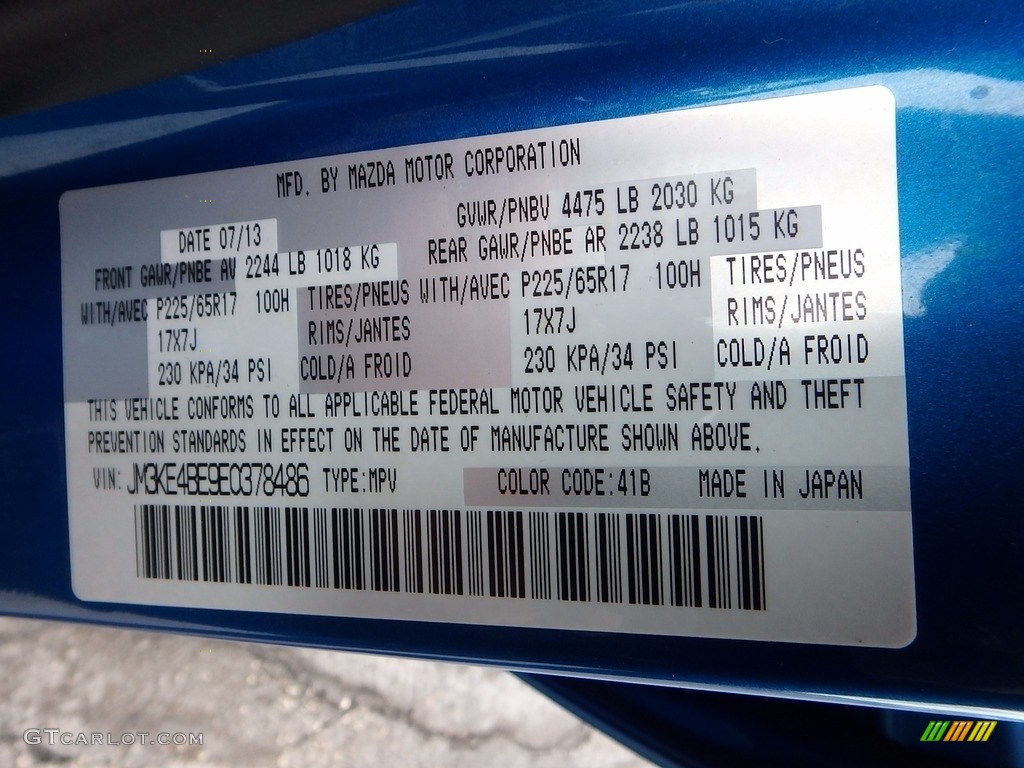 MFD. BY MAZDA MOTOR CORPORATION
GVWR/PNBV 4475 LB 2030 KG
DATE 07/13
FRONT GAWR/PNBE AV 2244 LB 1018 KG REAR GAWR/PNBE AR 2238 LB 1015 KG
WITH/AVEC P225/65R17 100H TIRES/PNEUS WITH/AVEC P225/65R17 100H TIRES/PNEUS
17X7J RIMS/JANTES 17X7J RIMS/JANTES
230 KPA/34 PSI COLD/A FROID 230 KPA/34 PSI COLD/A FROID
THIS VEHICLE CONFORMS TO ALL APPLICABLE FEDERAL MOTOR VEHICLE SAFETY AND THEFT
PREVENTION STANDARDS IN EFFECT ON THE DATE OF MANUFACTURE SHOWN ABOVE.
VIN: JM3KE4BE9E0378486 TYPE:MPV COLOR CODE:41B MADE IN JAPAN
GTCARLOT.COM